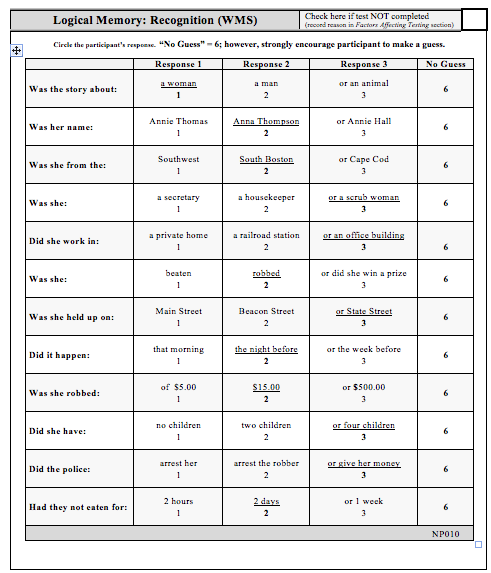 Logical Memory: Recognition (WMS)
Check here if test NOT completed
(record reason in Factors Affecting Testing section)
Circle the participant's response. "No Guess" = 6; however, strongly encourage participant to make a guess.
Response 1 Response 2 Response 3 No Guess
Was the story about: a woman 1 a man 2 or an animal 3 6
Was her name: Annie Thomas 1 Anna Thompson 2 or Annie Hall 3 6
Was she from the: Southwest 1 South Boston 2 or Cape Cod 3 6
Was she: a secretary 1 a housekeeper 2 or a scrub woman 3 6
Did she work in: a private home 1 a railroad station 2 or an office building 3 6
Was she: beaten 1 robbed 2 or did she win a prize 3 6
Was she held up on: Main Street 1 Beacon Street 2 or State Street 3 6
Did it happen: that morning 1 the night before 2 or the week before 3 6
Was she robbed: of $5.00 1 $15.00 2 or $500.00 3 6
Did she have: no children 1 two children 2 or four children 3 6
Did the police: arrest her 1 arrest the robber 2 or give her money 3 6
Had they not eaten for: 2 hours 1 2 days 2 or 1 week 3 6
NP010